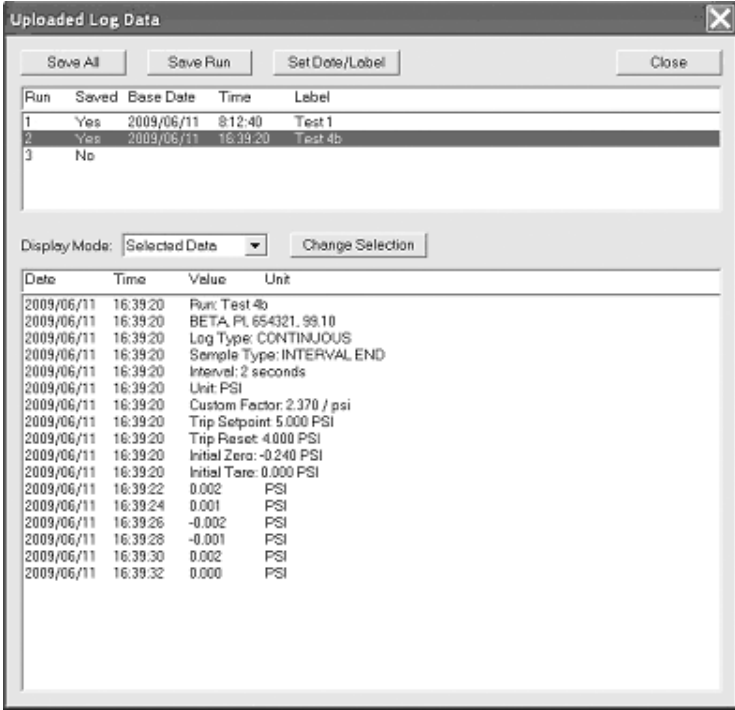 Uploaded Log Data
Save All Save Run Set Date/Label Close
Run Saved Base Date Time Label
1 Yes 2009/06/11 8:12:40 Test 1
2 Yes 2009/06/11 16:39:20 Test 4b
3 No
Display Mode: Selected Data Change Selection
Date Time Value Unit
2009/06/11 16:39:20 Run: Test 4b
2009/06/11 16:39:20 BETA, PI, 654321, 99.10
2009/06/11 16:39:20 Log Type: CONTINUOUS
2009/06/11 16:39:20 Sample Type: INTERVAL END
2009/06/11 16:39:20 Interval: 2 seconds
2009/06/11 16:39:20 Unit: PSI
2009/06/11 16:39:20 Custom Factor: 2.370 / psi
2009/06/11 16:39:20 Trip Setpoint: 5.000 PSI
2009/06/11 16:39:20 Trip Reset: 4.000 PSI
2009/06/11 16:39:20 Initial Zero: -0.240 PSI
2009/06/11 16:39:20 Initial Tare: 0.000 PSI
2009/06/11 16:39:22 0.002 PSI
2009/06/11 16:39:24 0.001 PSI
2009/06/11 16:39:26 -0.002 PSI
2009/06/11 16:39:28 -0.001 PSI
2009/06/11 16:39:30 0.002 PSI
2009/06/11 16:39:32 0.000 PSI